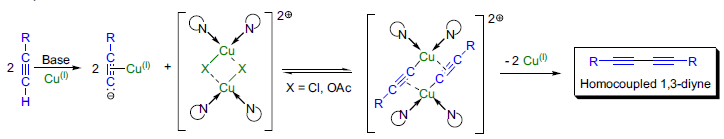 2⊕ 2⊕
R N N N N R
C Cu Cu C
2 C Base 2 C Cu(I) + X X C C - 2 Cu(I) R R
H Cu(I) C ⊖ Cu X = Cl, OAc R C Cu C Homocoupled 1,3-diyne
N N N N